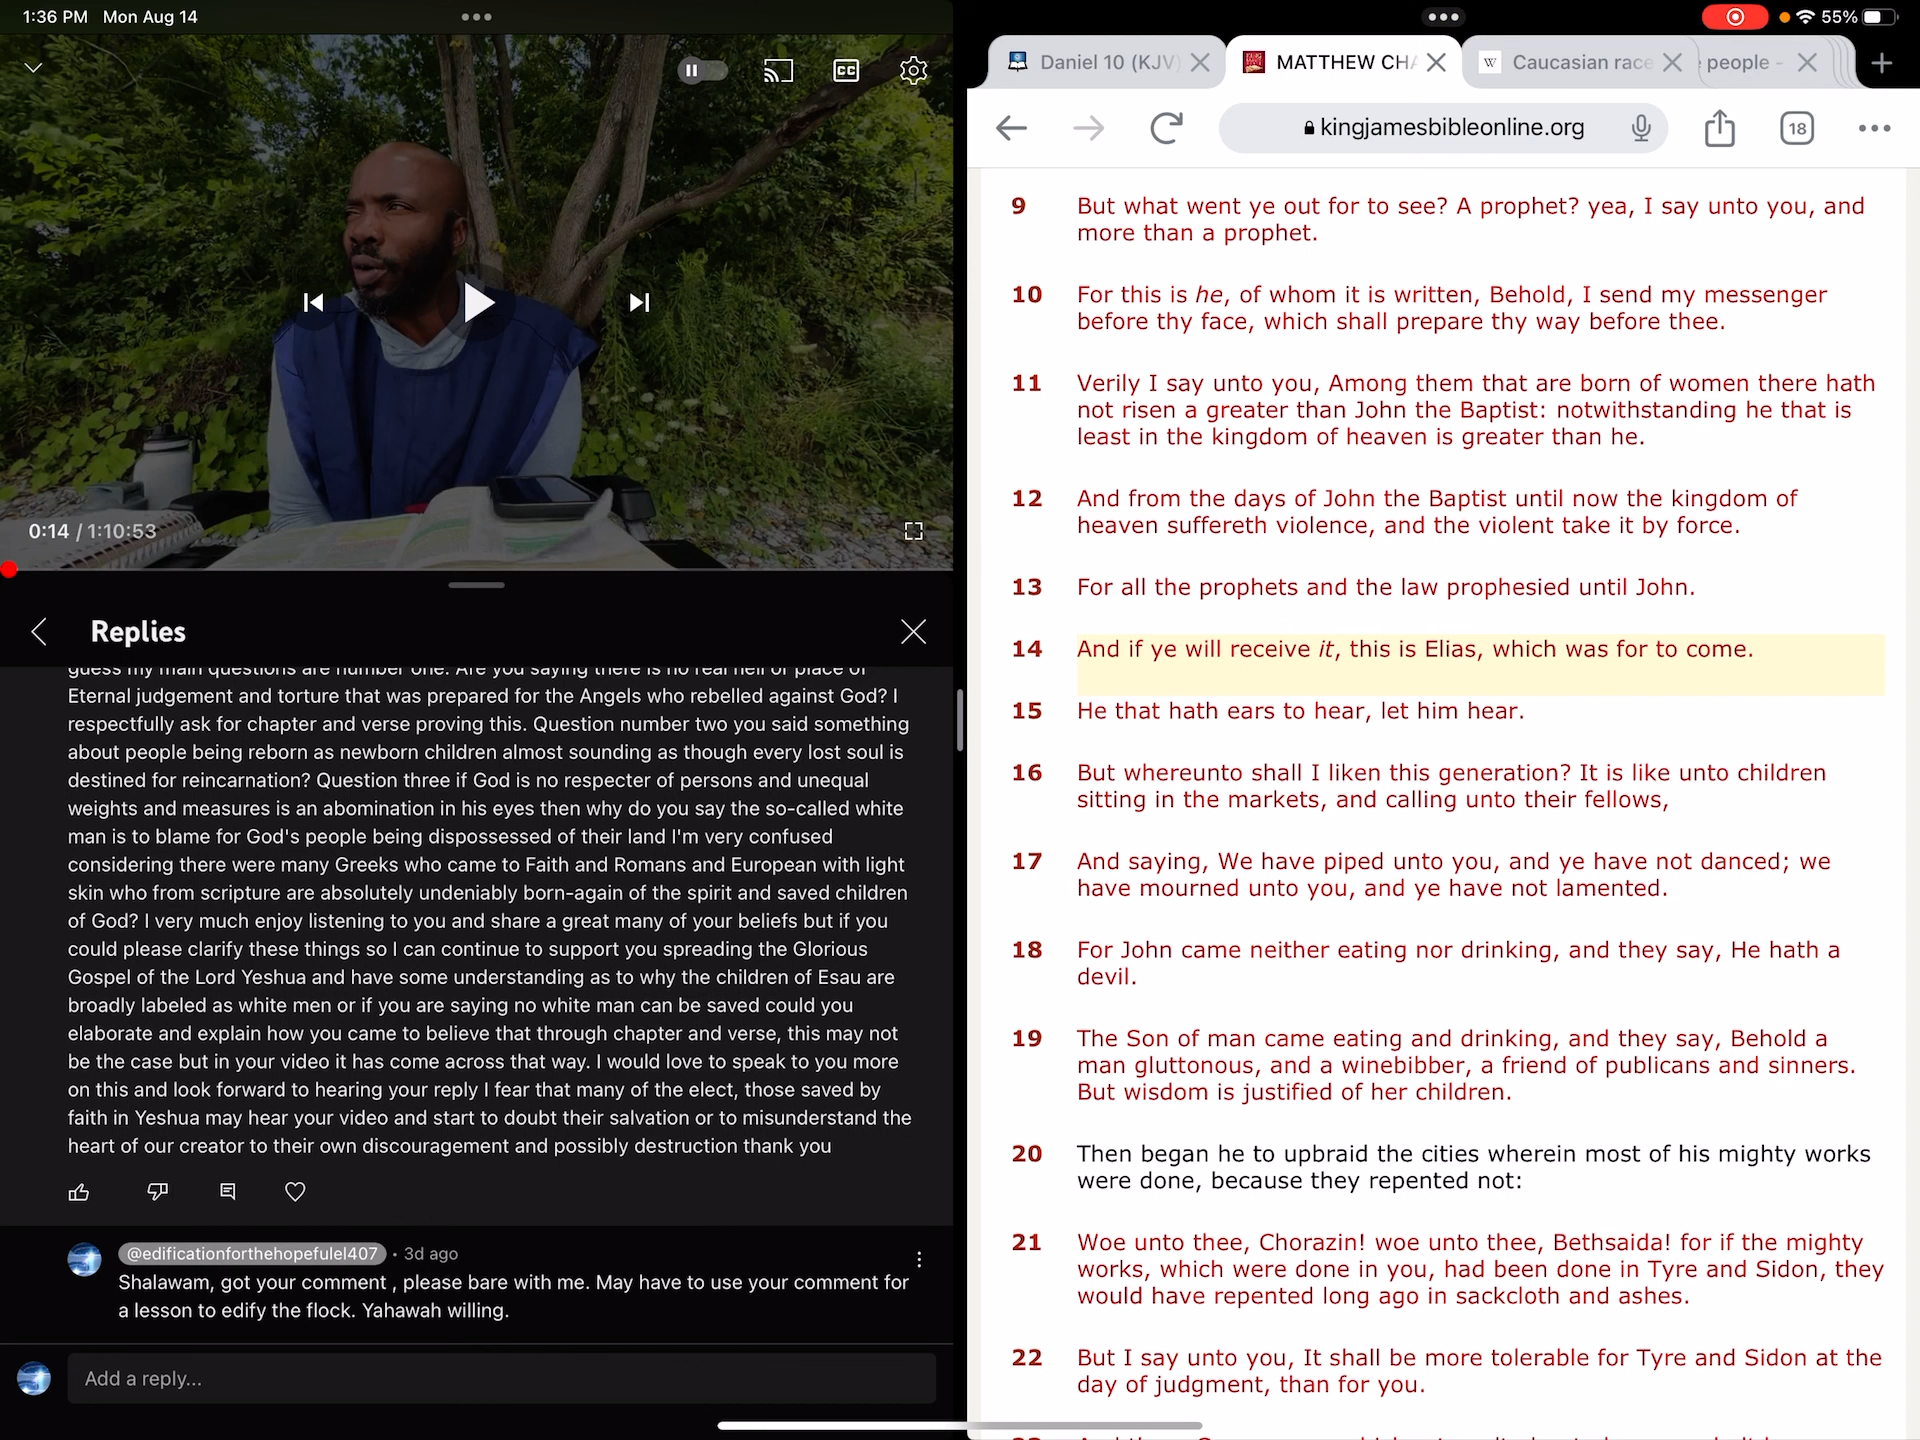 1:36 PM Mon Aug 14
55%
Daniel 10 (KJV)
MATTHEW CHA
Caucasian race
people -
kingjamesbibleonline.org
18
CC
0:14 / 1:10:53
Replies
guess my main questions are number one. Are you saying there is no real hell or place of
Eternal judgement and torture that was prepared for the Angels who rebelled against God? I
respectfully ask for chapter and verse proving this. Question number two you said something
about people being reborn as newborn children almost sounding as though every lost soul is
destined for reincarnation? Question three if God is no respecter of persons and unequal
weights and measures is an abomination in his eyes then why do you say the so-called white
man is to blame for God's people being dispossessed of their land I'm very confused
considering there were many Greeks who came to Faith and Romans and European with light
skin who from scripture are absolutely undeniably born-again of the spirit and saved children
of God? I very much enjoy listening to you and share a great many of your beliefs but if you
could please clarify these things so I can continue to support you spreading the Glorious
Gospel of the Lord Yeshua and have some understanding as to why the children of Esau are
broadly labeled as white men or if you are saying no white man can be saved could you
elaborate and explain how you came to believe that through chapter and verse, this may not
be the case but in your video it has come across that way. I would love to speak to you more
on this and look forward to hearing your reply I fear that many of the elect, those saved by
faith in Yeshua may hear your video and start to doubt their salvation or to misunderstand the
heart of our creator to their own discouragement and possibly destruction thank you
@edificationforthehopefulel407 · 3d ago
Shalawam, got your comment , please bare with me. May have to use your comment for
a lesson to edify the flock. Yahawah willing.
Add a reply...
9 But what went ye out for to see? A prophet? yea, I say unto you, and
more than a prophet.
10 For this is he, of whom it is written, Behold, I send my messenger
before thy face, which shall prepare thy way before thee.
11 Verily I say unto you, Among them that are born of women there hath
not risen a greater than John the Baptist: notwithstanding he that is
least in the kingdom of heaven is greater than he.
12 And from the days of John the Baptist until now the kingdom of
heaven suffereth violence, and the violent take it by force.
13 For all the prophets and the law prophesied until John.
14 And if ye will receive it, this is Elias, which was for to come.
15 He that hath ears to hear, let him hear.
16 But whereunto shall I liken this generation? It is like unto children
sitting in the markets, and calling unto their fellows,
17 And saying, We have piped unto you, and ye have not danced; we
have mourned unto you, and ye have not lamented.
18 For John came neither eating nor drinking, and they say, He hath a
devil.
19 The Son of man came eating and drinking, and they say, Behold a
man gluttonous, and a winebibber, a friend of publicans and sinners.
But wisdom is justified of her children.
20 Then began he to upbraid the cities wherein most of his mighty works
were done, because they repented not:
21 Woe unto thee, Chorazin! woe unto thee, Bethsaida! for if the mighty
works, which were done in you, had been done in Tyre and Sidon, they
would have repented long ago in sackcloth and ashes.
22 But I say unto you, It shall be more tolerable for Tyre and Sidon at the
day of judgment, than for you.